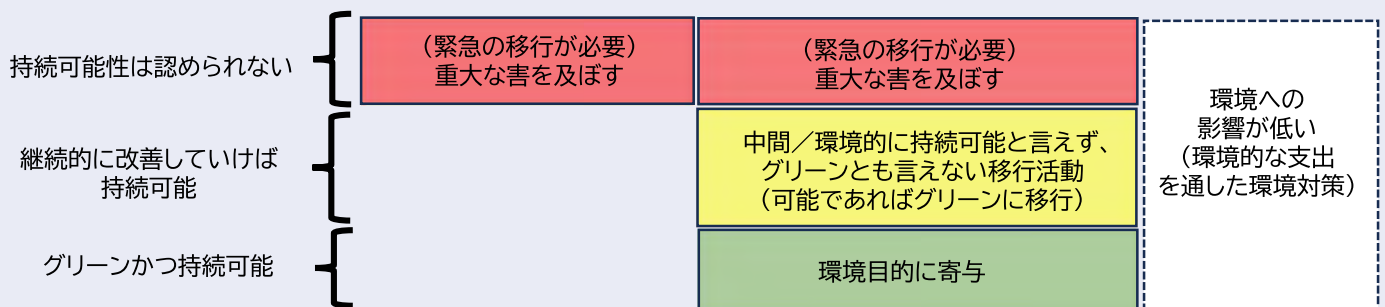 持続可能性は認められない
（緊急の移行が必要）
重大な害を及ぼす
（緊急の移行が必要）
重大な害を及ぼす
環境への
影響が低い
（環境的な支出
を通した環境対策）
継続的に改善していけば
持続可能
中間／環境的に持続可能と言えず、
グリーンとも言えない移行活動
（可能であればグリーンに移行）
グリーンかつ持続可能
環境目的に寄与